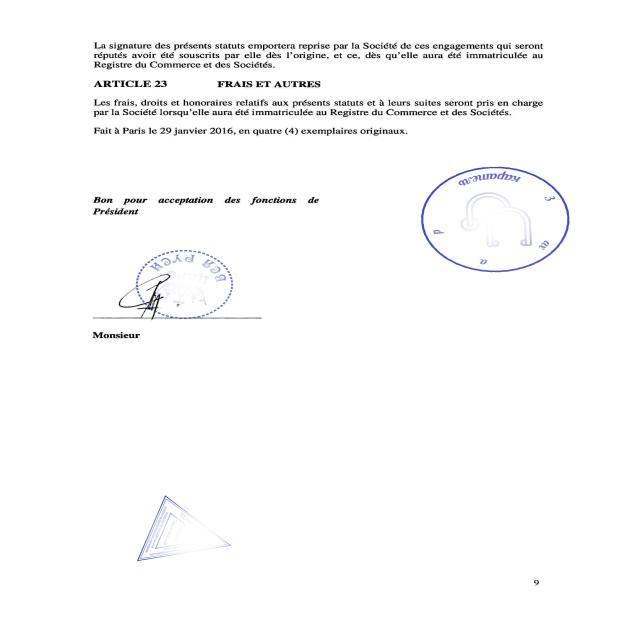 La signature des présents statuts emportera reprise par la Société de ces engagements qui seront
réputés avoir été souscrits par elle dès l'origine, et ce, dès qu'elle aura été immatriculée au
Registre du Commerce et des Sociétés.
ARTICLE 23 FRAIS ET AUTRES
Les frais, droits et honoraires relatifs aux présents statuts et à leurs suites seront pris en charge
par la Société lorsqu'elle aura été immatriculée au Registre du Commerce et des Sociétés.
Fait à Paris le 29 janvier 2016, en quatre (4) exemplaires originaux.
карапель
Bon pour acceptation des fonctions de
Président
ВСЯ РУСИ
Monsieur
9